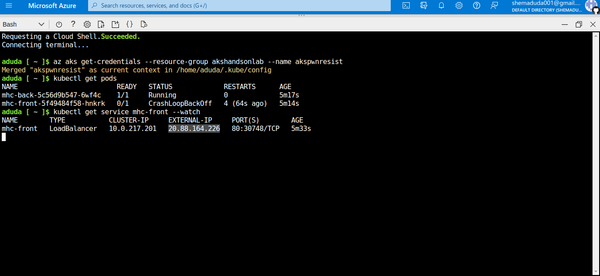 Microsoft Azure
Search resources, services, and docs (G+/)
shemaduda001@gmail....
DEFAULT DIRECTORY (SHEMADU...
Bash
Requesting a Cloud Shell.Succeeded.
Connecting terminal...
aduda [ ~ ]$ az aks get-credentials --resource-group akshandsonlab --name akspwnresist
Merged "akspwnresist" as current context in /home/aduda/.kube/config
aduda [ ~ ]$ kubectl get pods
NAME READY STATUS RESTARTS AGE
mhc-back-5c56d9b547-6wf4c 1/1 Running 0 5m17s
mhc-front-5f49484f58-hnkrk 0/1 CrashLoopBackOff 4 (64s ago) 5m14s
aduda [ ~ ]$ kubectl get service mhc-front --watch
NAME TYPE CLUSTER-IP EXTERNAL-IP PORT(S) AGE
mhc-front LoadBalancer 10.0.217.201 20.88.164.226 80:30748/TCP 5m33s